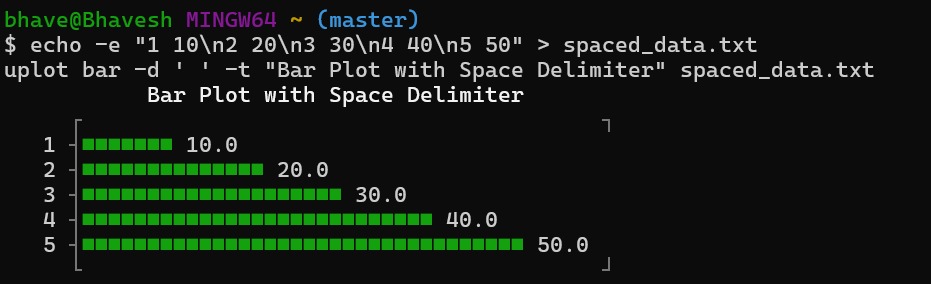 bhave@Bhavesh MINGW64 ~ (master)
$ echo -e "1 10\n2 20\n3 30\n4 40\n5 50" > spaced_data.txt
uplot bar -d ' ' -t "Bar Plot with Space Delimiter" spaced_data.txt
Bar Plot with Space Delimiter
1 10.0
2 20.0
3 30.0
4 40.0
5 50.0